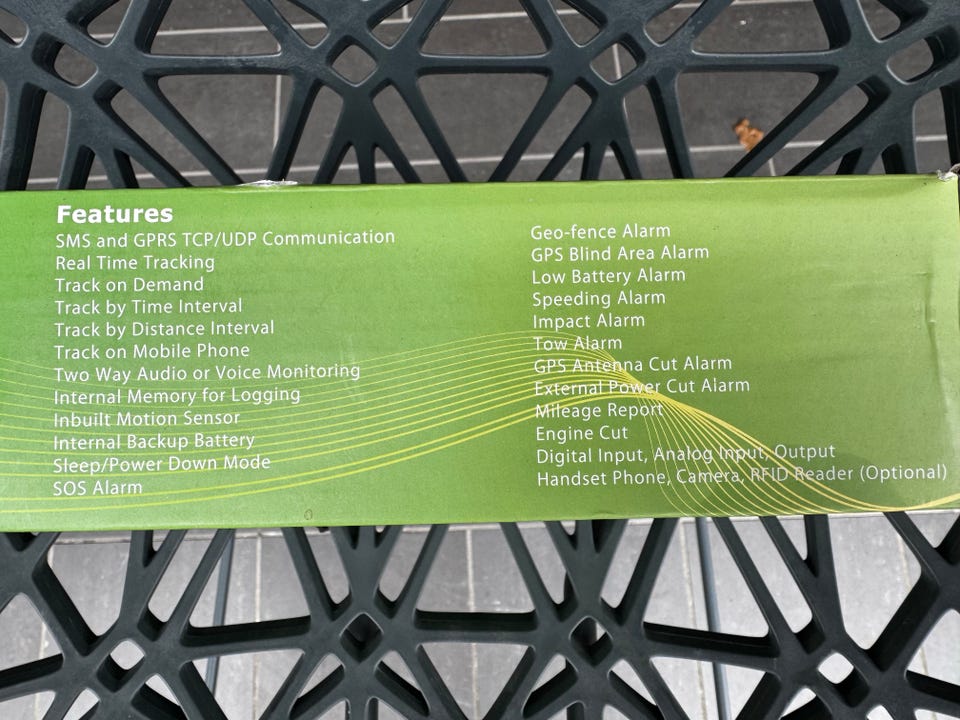 Features
SMS and GPRS TCP/UDP Communication
Real Time Tracking
Track on Demand
Track by Time Interval
Track by Distance Interval
Track on Mobile Phone
Two Way Audio or Voice Monitoring
Internal Memory for Logging
Inbuilt Motion Sensor
Internal Backup Battery
Sleep/Power Down Mode
SOS Alarm
Geo-fence Alarm
GPS Blind Area Alarm
Low Battery Alarm
Speeding Alarm
Impact Alarm
Tow Alarm
GPS Antenna Cut Alarm
External Power Cut Alarm
Mileage Report
Engine Cut
Digital Input, Analog Input, Output
Handset Phone, Camera, RFID Reader (Optional)